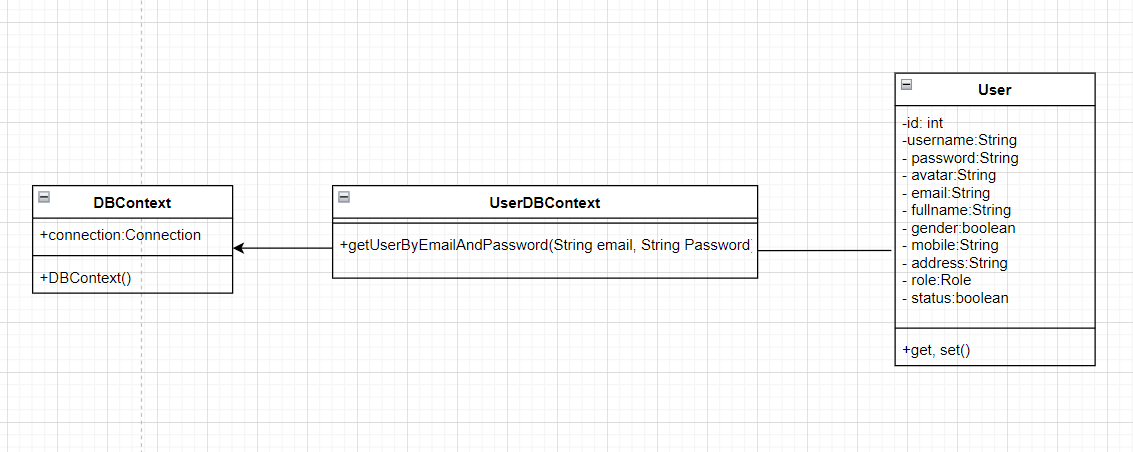 DBContext
+connection:Connection
+DBContext()
UserDBContext
+getUserByEmailAndPassword(String email, String Password)
User
-id: int
-username:String
- password:String
- avatar:String
- email:String
- fullname:String
- gender:boolean
- mobile:String
- address:String
- role:Role
- status:boolean
+get, set()